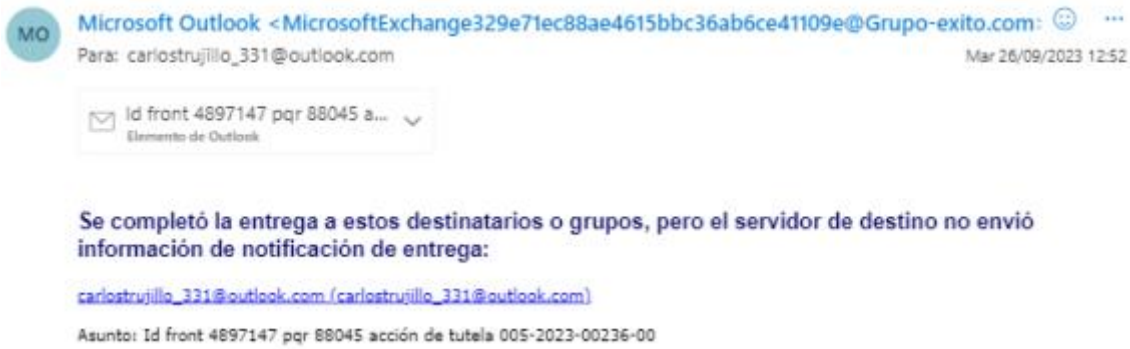 MO
Microsoft Outlook <MicrosoftExchange329e71ec88ae4615bbc36ab6ce41109e@Grupo-exito.com:
Para: carlostrujillo_331@outlook.com
Mar 26/09/2023 12:52
Id front 4897147 pqr 88045 a...
Elemento de Outlook
Se completó la entrega a estos destinatarios o grupos, pero el servidor de destino no envió
información de notificación de entrega:
carlostrujillo_331@outlook.com (carlostrujillo_331@outlook.com)
Asunto: Id front 4897147 pqr 88045 acción de tutela 005-2023-00236-00